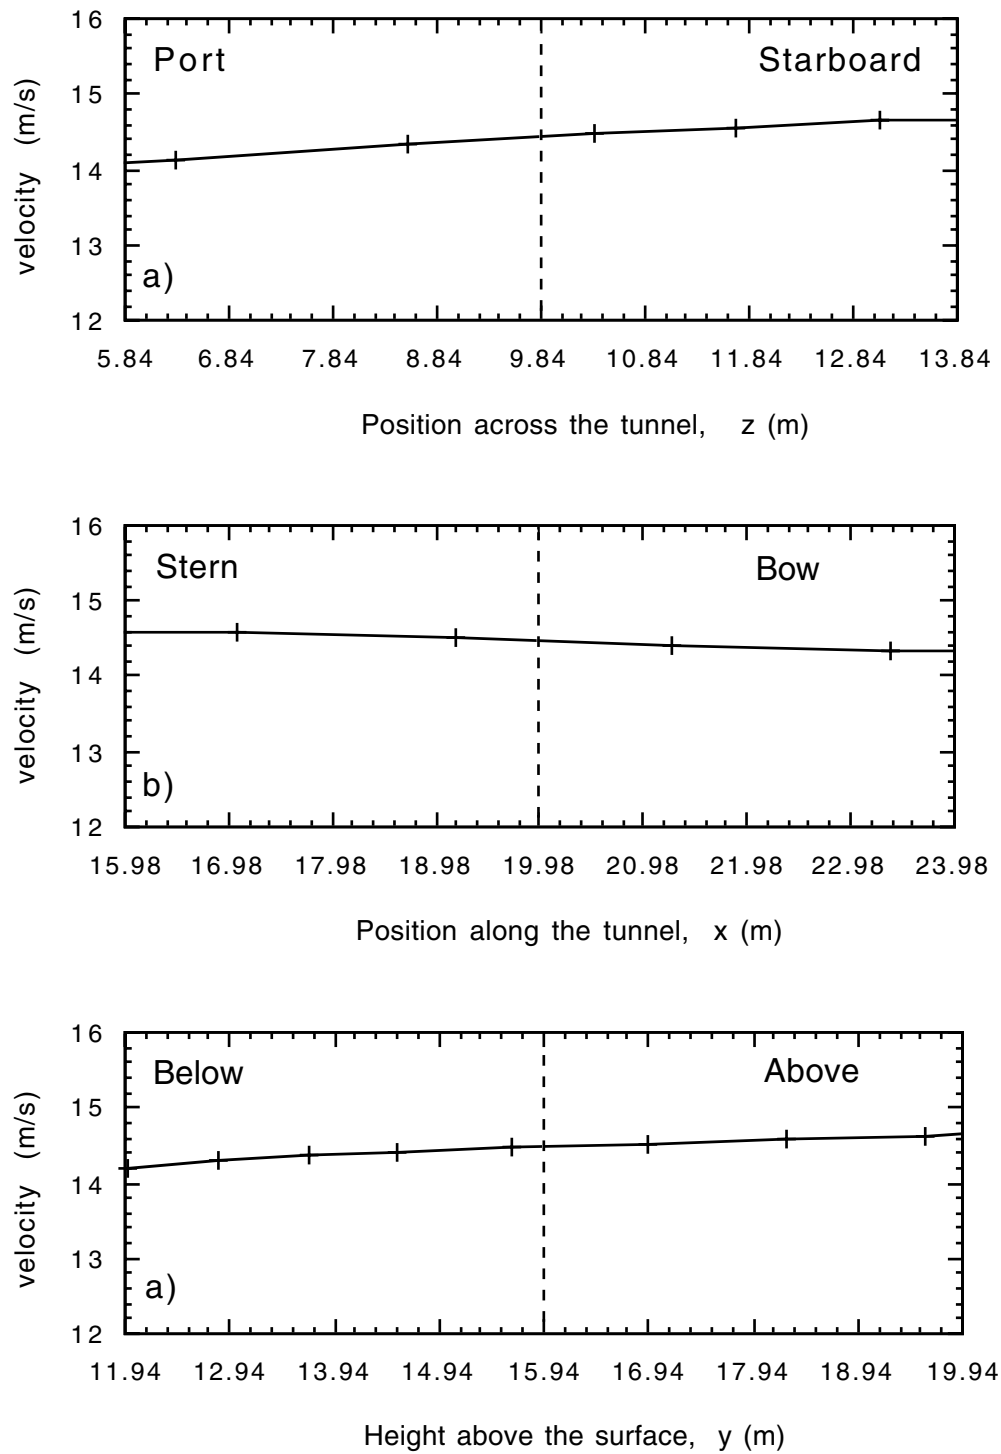 16
Port Starboard
15
14
13
a)
12
5.84 6.84 7.84 8.84 9.84 10.84 11.84 12.84 13.84
velocity (m/s)
Position across the tunnel, z (m)
16
Stern Bow
15
14
13
b)
12
15.98 16.98 17.98 18.98 19.98 20.98 21.98 22.98 23.98
velocity (m/s)
Position along the tunnel, x (m)
16
Below Above
15
14
13
a)
12
11.94 12.94 13.94 14.94 15.94 16.94 17.94 18.94 19.94
velocity (m/s)
Height above the surface, y (m)